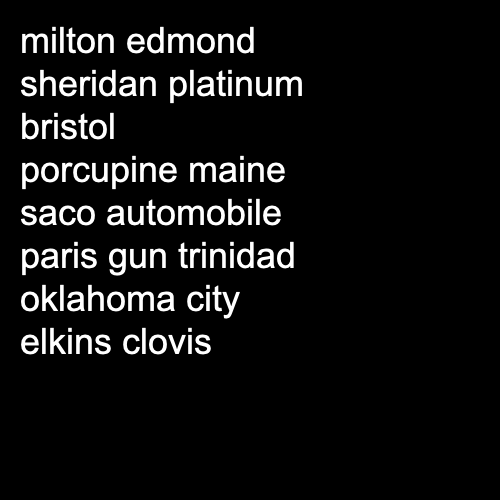 milton edmond
sheridan platinum
bristol
porcupine maine
saco automobile
paris gun trinidad
oklahoma city
elkins clovis